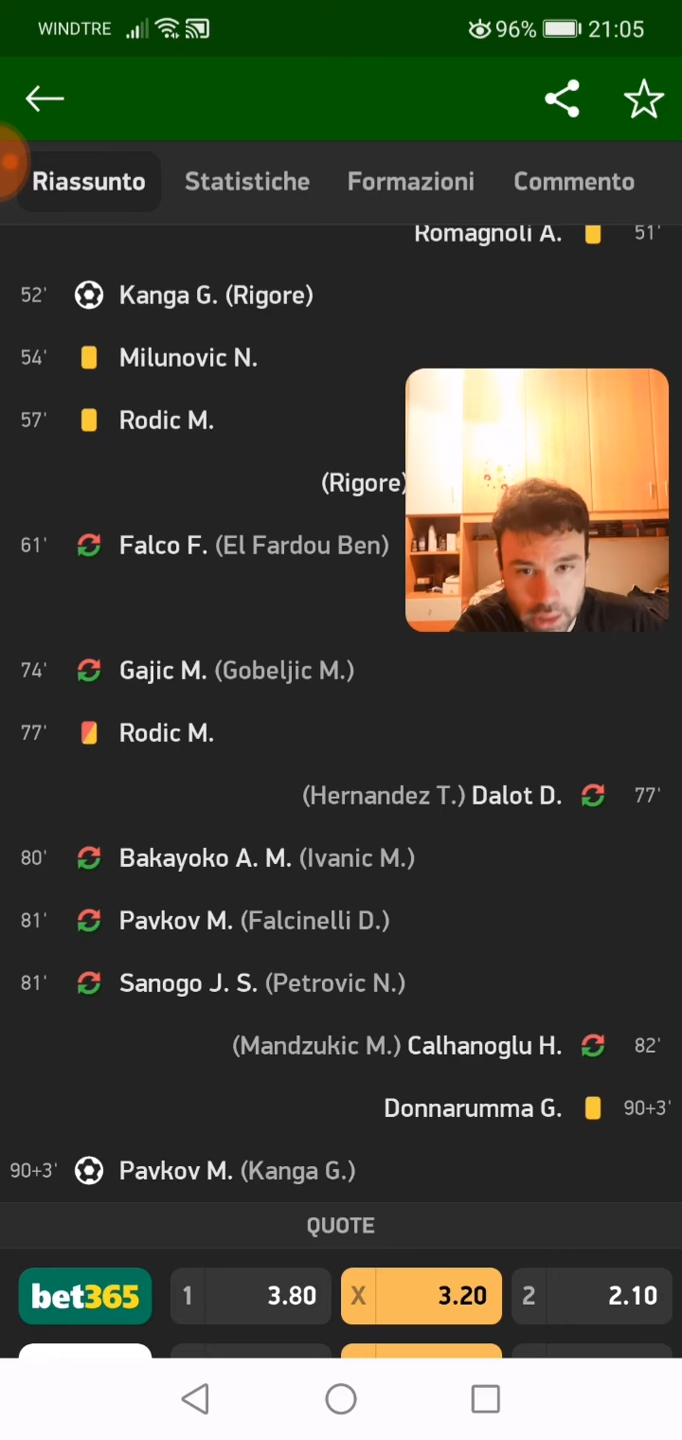 WINDTRE 96% 21:05
Riassunto Statistiche Formazioni Commento
Romagnoli A. 51'
52' Kanga G. (Rigore)
54' Milunovic N.
57' Rodic M.
(Rigore)
61' Falco F. (El Fardou Ben)
74' Gajic M. (Gobeljic M.)
77' Rodic M.
(Hernandez T.) Dalot D. 77'
80' Bakayoko A. M. (Ivanic M.)
81' Pavkov M. (Falcinelli D.)
81' Sanogo J. S. (Petrovic N.)
(Mandzukic M.) Calhanoglu H. 82'
Donnarumma G. 90+3'
90+3' Pavkov M. (Kanga G.)
QUOTE
bet365 1 3.80 X 3.20 2 2.10